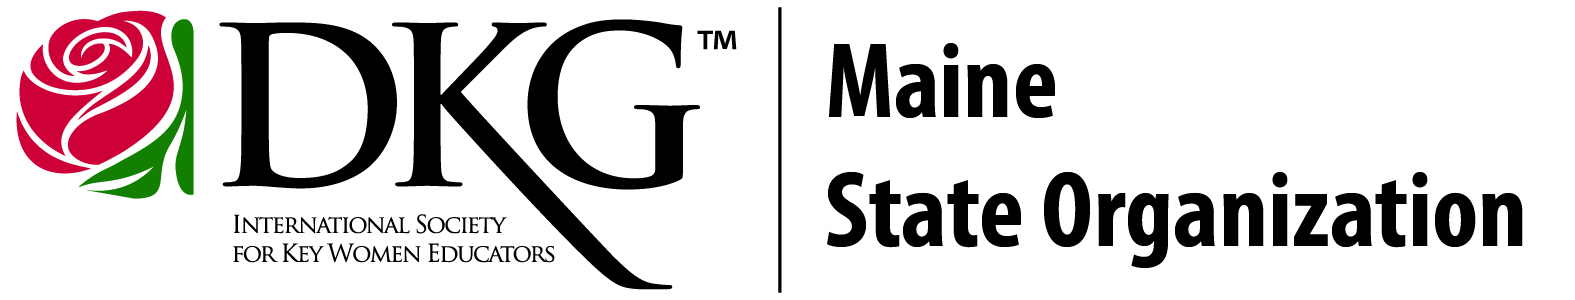 DKG™
International Society
for Key Women Educators
Maine
State Organization